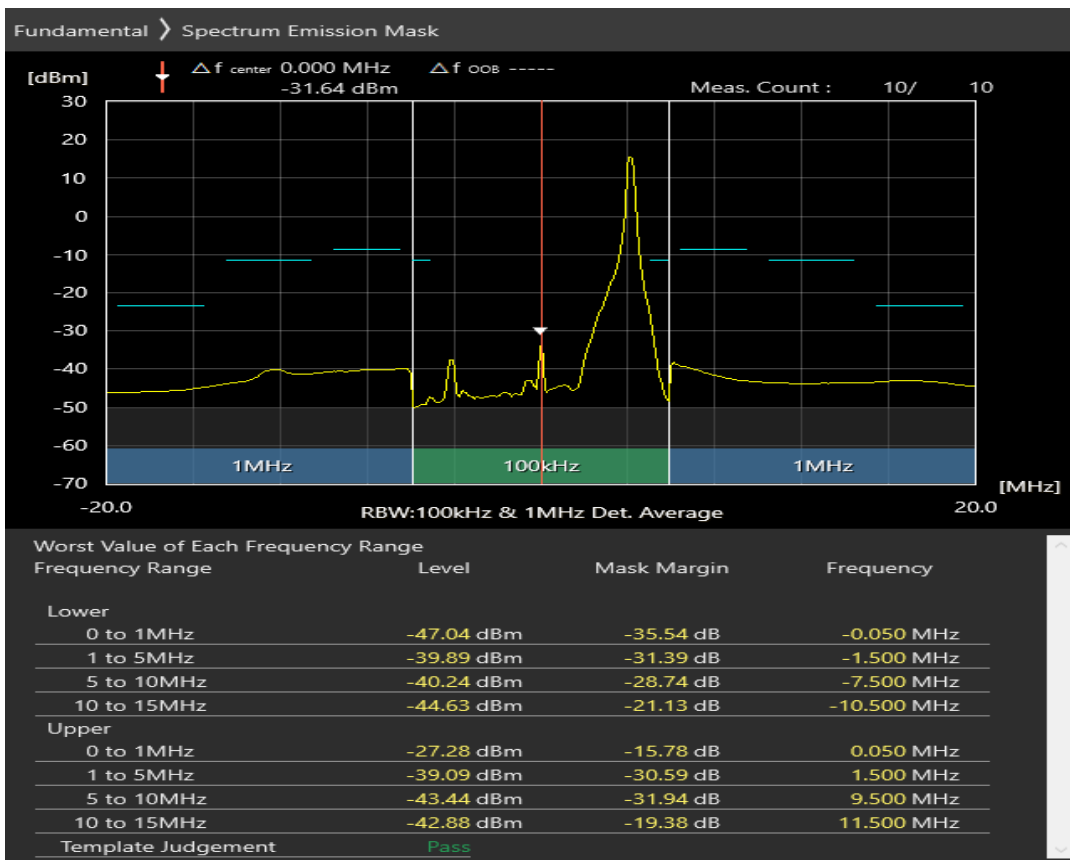 Fundamental 〉 Spectrum Emission Mask
[dBm] △f center 0.000 MHz △f OOB -----
-31.64 dBm Meas. Count : 10/ 10
30
20
10
0
-10
-20
-30
-40
-50
-60
-70
1MHz 100kHz 1MHz
[MHz]
-20.0 RBW:100kHz & 1MHz Det. Average 20.0
Worst Value of Each Frequency Range
Frequency Range Level Mask Margin Frequency
Lower
0 to 1MHz -47.04 dBm -35.54 dB -0.050 MHz
1 to 5MHz -39.89 dBm -31.39 dB -1.500 MHz
5 to 10MHz -40.24 dBm -28.74 dB -7.500 MHz
10 to 15MHz -44.63 dBm -21.13 dB -10.500 MHz
Upper
0 to 1MHz -27.28 dBm -15.78 dB 0.050 MHz
1 to 5MHz -39.09 dBm -30.59 dB 1.500 MHz
5 to 10MHz -43.44 dBm -31.94 dB 9.500 MHz
10 to 15MHz -42.88 dBm -19.38 dB 11.500 MHz
Template Judgement Pass